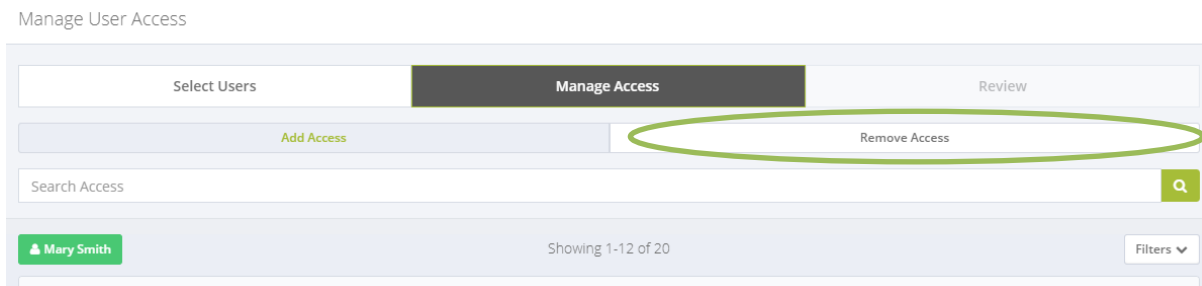 Manage User Access
Select Users Manage Access Review
Add Access Remove Access
Search Access
Mary Smith Showing 1-12 of 20 Filters